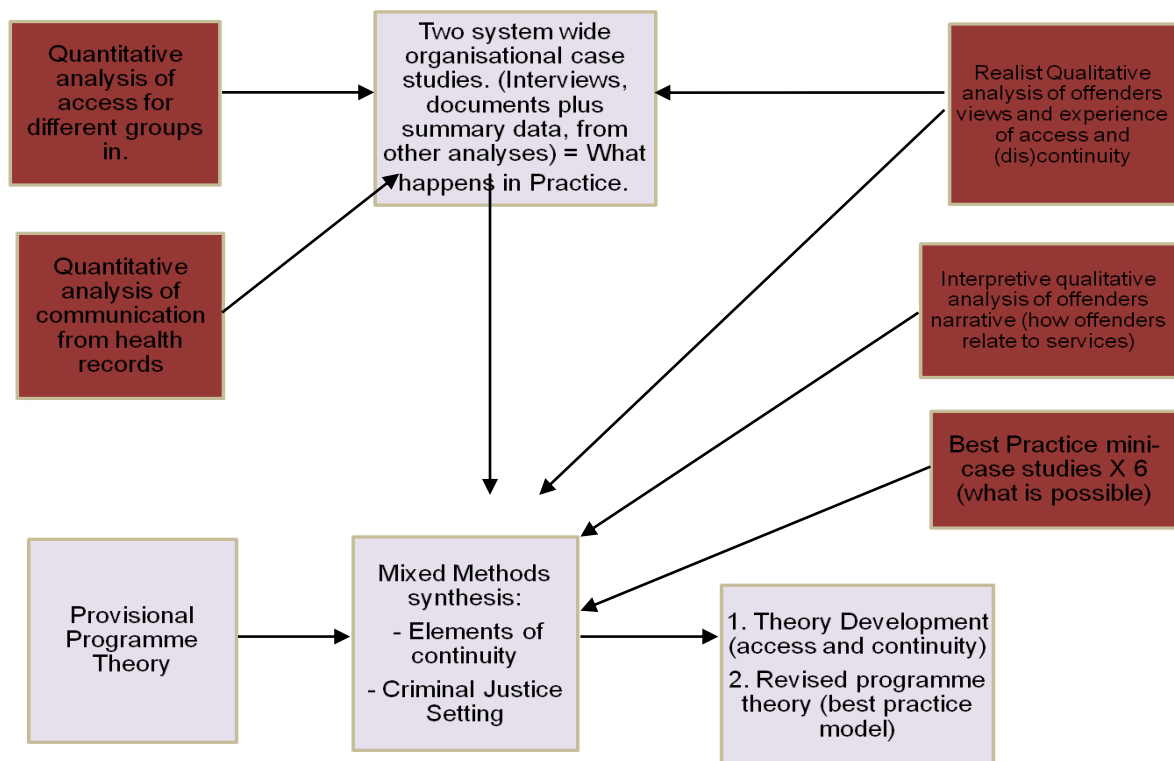 Quantitative
analysis of
access for
different groups
in.
Two system wide
organisational case
studies. (Interviews,
documents plus
summary data, from
other analyses) = What
happens in Practice.
Realist Qualitative
analysis of offenders
views and experience
of access and
(dis)continuity
Quantitative
analysis of
communication
from health
records
Interpretive qualitative
analysis of offenders
narrative (how offenders
relate to services)
Best Practice mini-
case studies X 6
(what is possible)
Provisional
Programme
Theory
Mixed Methods
synthesis:
- Elements of
continuity
- Criminal Justice
Setting
1. Theory Development
(access and continuity)
2. Revised programme
theory (best practice
model)